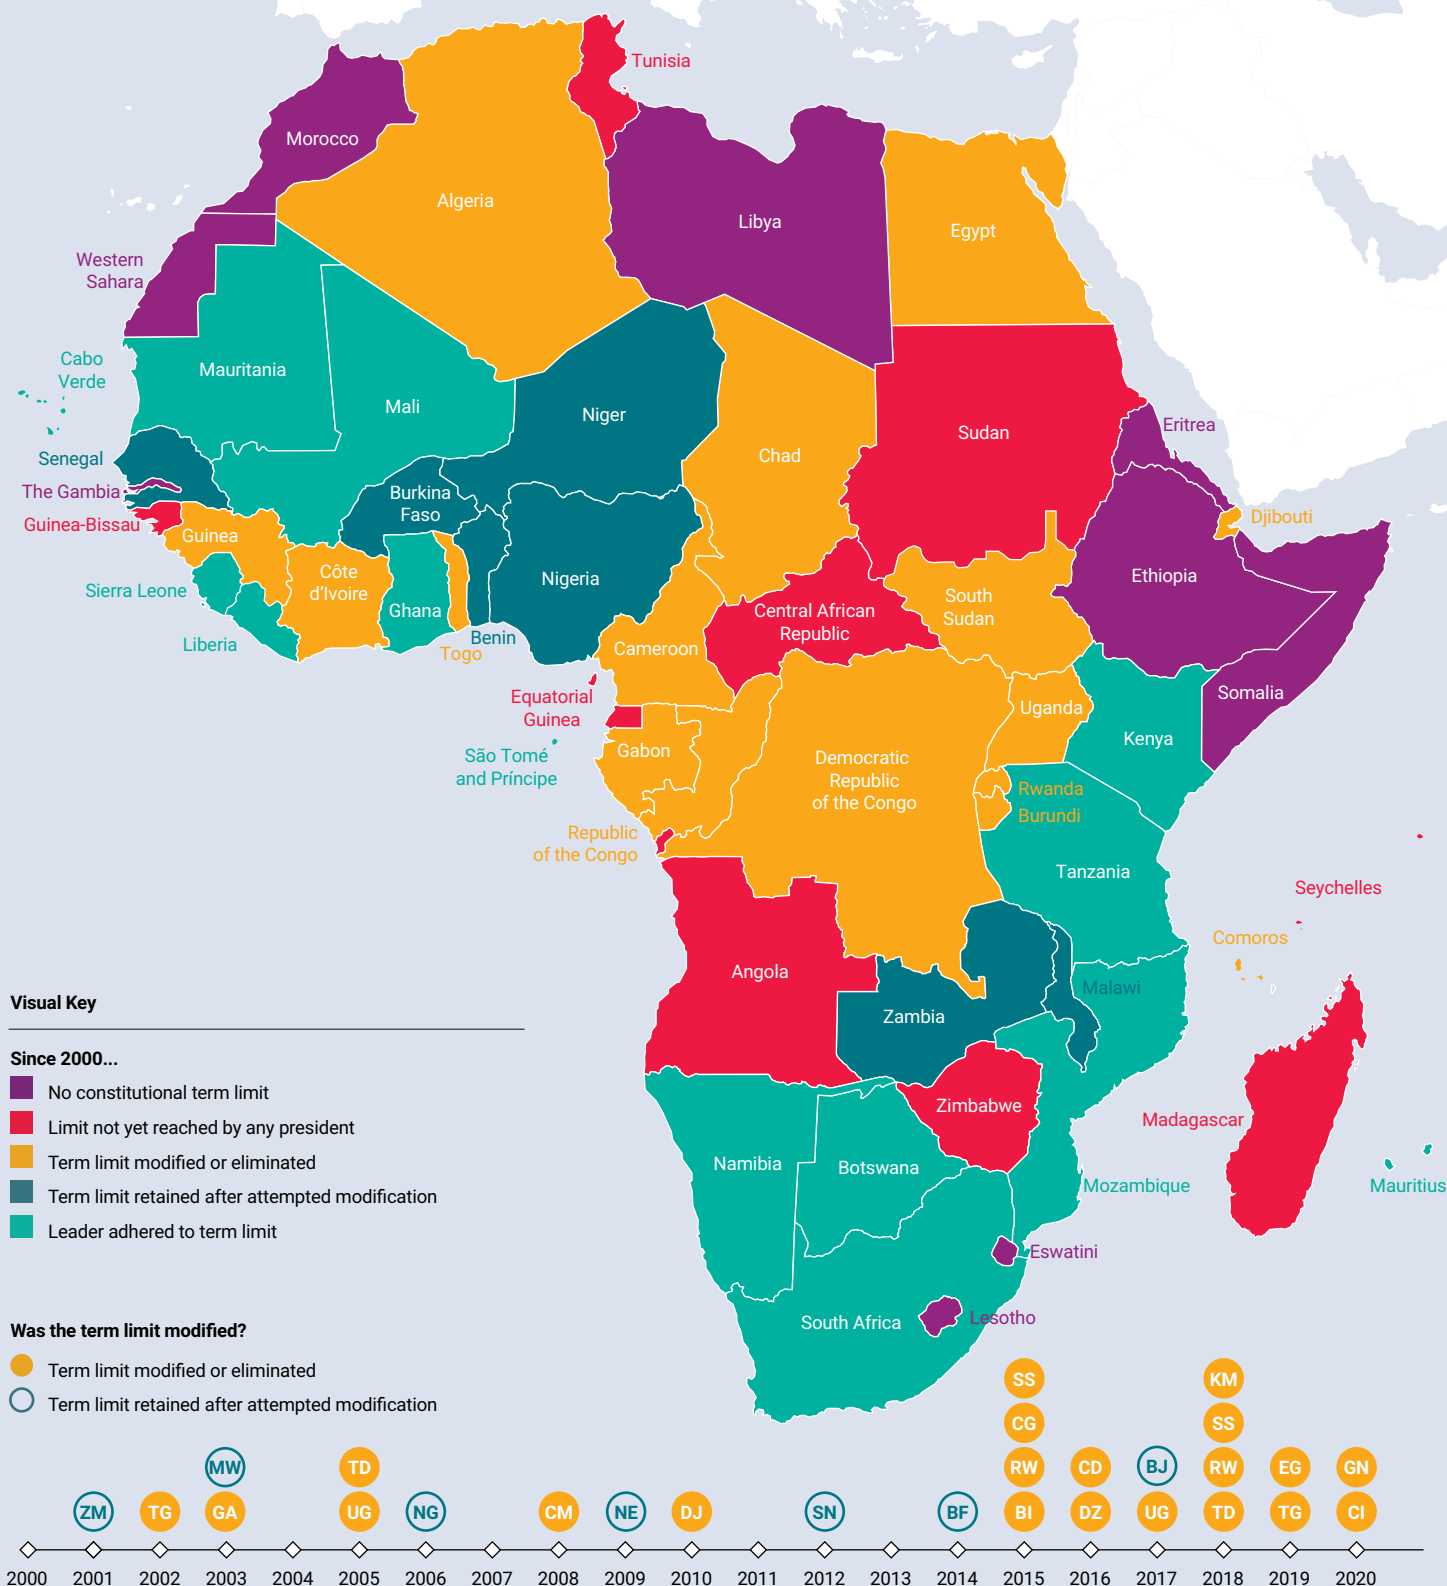 Tunisia
Morocco
Algeria
Libya
Egypt
Western
Sahara
Cabo
Verde
Mauritania
Mali
Niger
Chad
Sudan
Eritrea
Senegal
The Gambia
Guinea-Bissau
Guinea
Burkina
Faso
Djibouti
Sierra Leone
Côte
d'Ivoire
Ghana
Nigeria
Ethiopia
Liberia
Togo
Benin
Central African
Republic
South
Sudan
Cameroon
Somalia
Equatorial
Guinea
São Tomé
and Príncipe
Gabon
Uganda
Kenya
Democratic
Republic
of the Congo
Rwanda
Burundi
Republic
of the Congo
Tanzania
Seychelles
Comoros
Angola
Malawi
Zambia
Zimbabwe
Madagascar
Namibia
Botswana
Mozambique
Mauritius
Eswatini
South Africa
Lesotho
Visual Key
Since 2000...
No constitutional term limit
Limit not yet reached by any president
Term limit modified or eliminated
Term limit retained after attempted modification
Leader adhered to term limit
Was the term limit modified?
Term limit modified or eliminated
Term limit retained after attempted modification
SS KM
CG SS
MW TD RW CD BJ RW EG GN
ZM TG GA UG NG CM NE DJ SN BF BI DZ UG TD TG CI
2000 2001 2002 2003 2004 2005 2006 2007 2008 2009 2010 2011 2012 2013 2014 2015 2016 2017 2018 2019 2020